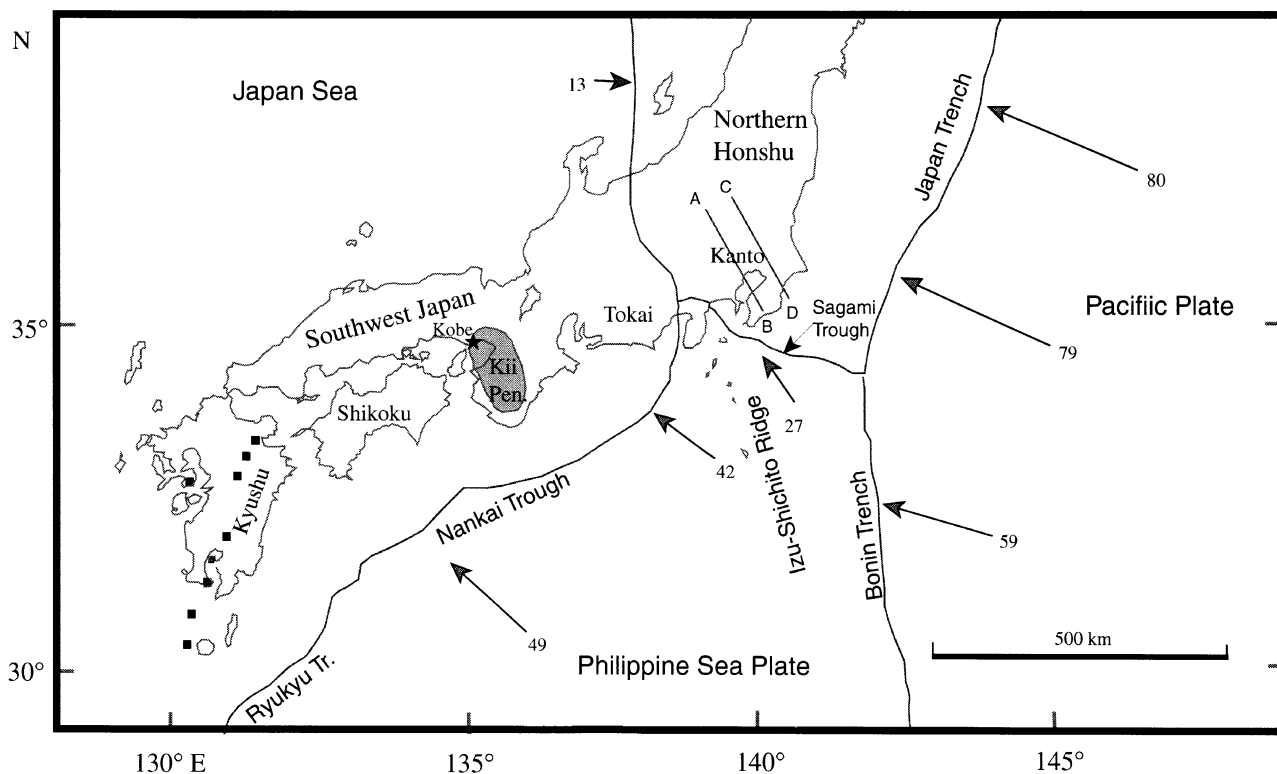 N
Japan Sea
13
Northern
Honshu
Japan Trench
80
C
A
Kanto
Pacifiic Plate
35°
Southwest Japan
Kobe
Tokai
D
B
Sagami
Trough
79
Kii
Pen.
Shikoku
27
42
Izu-Shichito Ridge
Kyushu
Nankai Trough
Bonin Trench
59
49
500 km
Philippine Sea Plate
30°
Ryukyu Tr.
130° E
135°
140°
145°